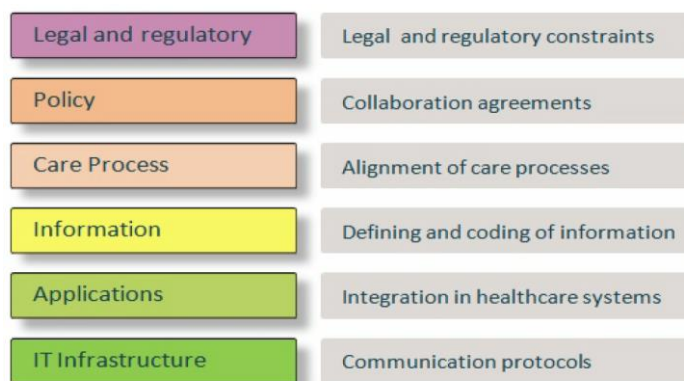 Legal and regulatory
Legal and regulatory constraints
Policy
Collaboration agreements
Care Process
Alignment of care processes
Information
Defining and coding of information
Applications
Integration in healthcare systems
IT Infrastructure
Communication protocols